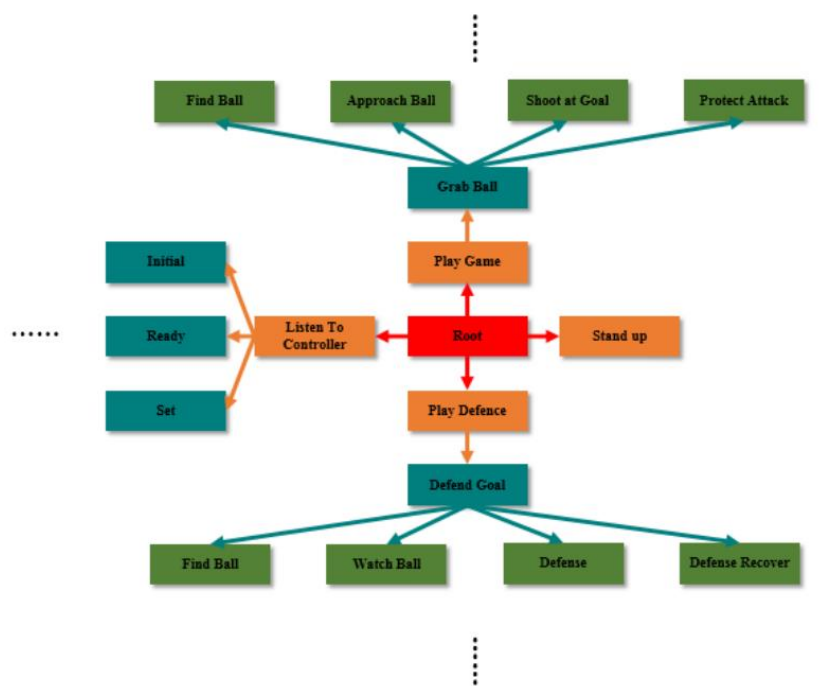 Find Ball
Approach Ball
Shoot at Goal
Protect Attack
Grab Ball
Initial
Play Game
Ready
Listen To
Controller
Root
Stand up
Set
Play Defence
Defend Goal
Find Ball
Watch Ball
Defense
Defense Recover